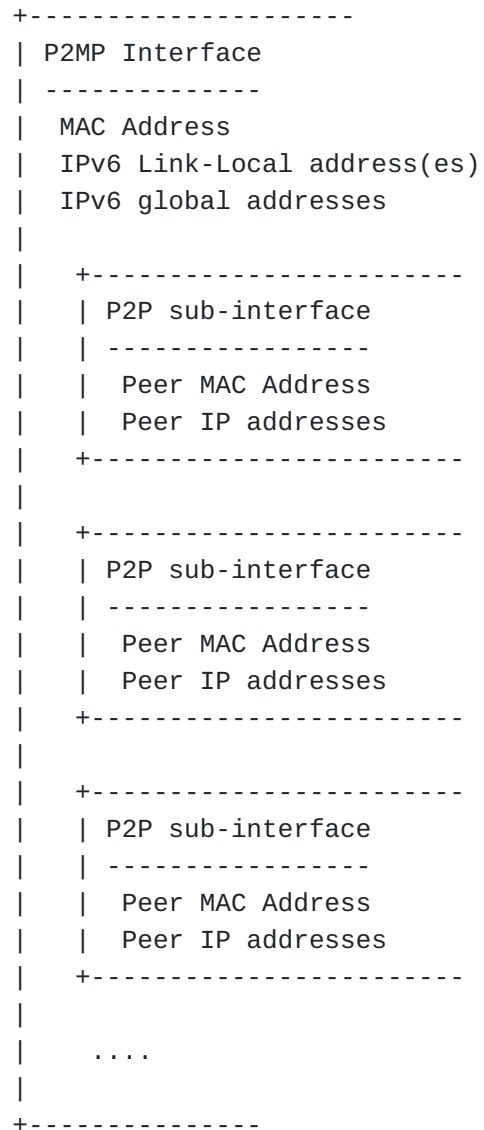 +---------------------
| P2MP Interface
| --------------
|  MAC Address
|  IPv6 Link-Local address(es)
|  IPv6 global addresses
|
|   +------------------------
|   | P2P sub-interface
|   | -----------------
|   |  Peer MAC Address
|   |  Peer IP addresses
|   +------------------------
|
|   +------------------------
|   | P2P sub-interface
|   | -----------------
|   |  Peer MAC Address
|   |  Peer IP addresses
|   +------------------------
|
|   +------------------------
|   | P2P sub-interface
|   | -----------------
|   |  Peer MAC Address
|   |  Peer IP addresses
|   +------------------------
|
|    ....
|
+---------------